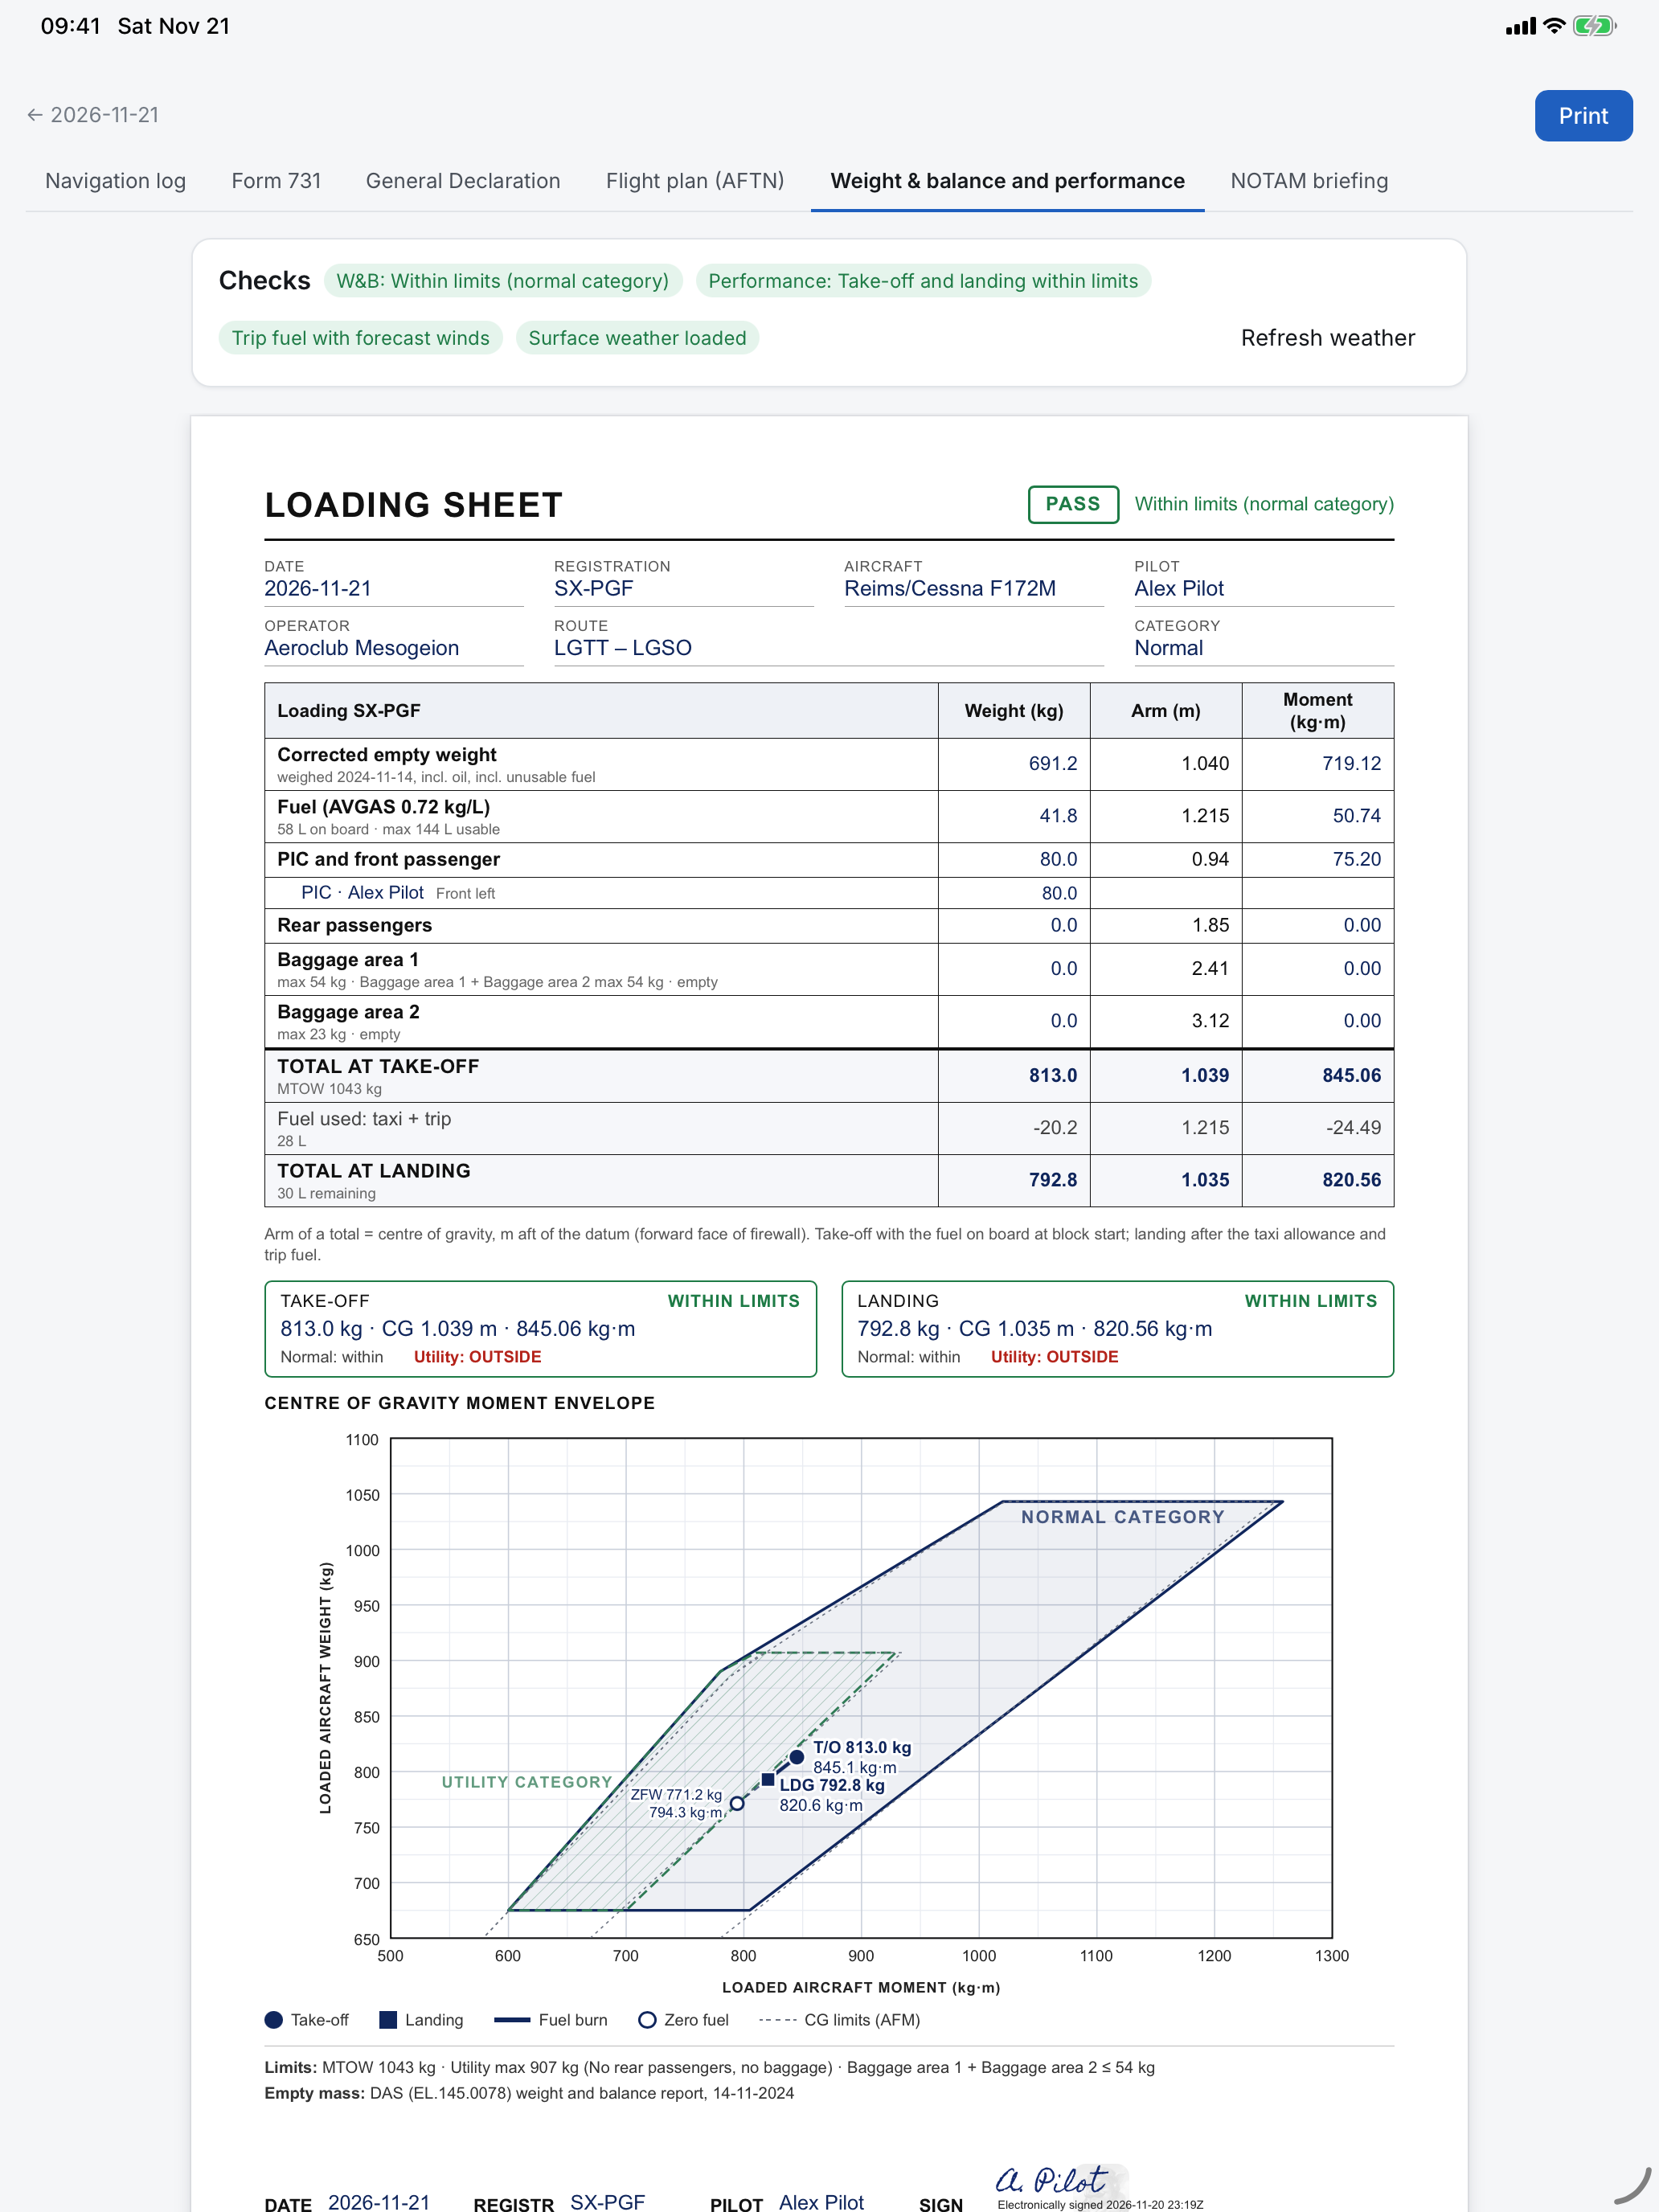 09:41 Sat Nov 21
← 2026-11-21
Print
Navigation log
Form 731
General Declaration
Flight plan (AFTN)
Weight & balance and performance
NOTAM briefing
Checks
W&B: Within limits (normal category)
Performance: Take-off and landing within limits
Trip fuel with forecast winds
Surface weather loaded
Refresh weather
LOADING SHEET
PASS
Within limits (normal category)
DATE REGISTRATION AIRCRAFT PILOT
2026-11-21 SX-PGF Reims/Cessna F172M Alex Pilot
OPERATOR ROUTE CATEGORY
Aeroclub Mesogeion LGTT – LGSO Normal
Loading SX-PGF Weight (kg) Arm (m) Moment (kg·m)
Corrected empty weight 691.2 1.040 719.12
weighed 2024-11-14, incl. oil, incl. unusable fuel
Fuel (AVGAS 0.72 kg/L) 41.8 1.215 50.74
58 L on board · max 144 L usable
PIC and front passenger 80.0 0.94 75.20
PIC · Alex Pilot Front left 80.0
Rear passengers 0.0 1.85 0.00
Baggage area 1 0.0 2.41 0.00
max 54 kg · Baggage area 1 + Baggage area 2 max 54 kg · empty
Baggage area 2 0.0 3.12 0.00
max 23 kg · empty
TOTAL AT TAKE-OFF 813.0 1.039 845.06
MTOW 1043 kg
Fuel used: taxi + trip -20.2 1.215 -24.49
28 L
TOTAL AT LANDING 792.8 1.035 820.56
30 L remaining
Arm of a total = centre of gravity, m aft of the datum (forward face of firewall). Take-off with the fuel on board at block start; landing after the taxi allowance and
trip fuel.
TAKE-OFF WITHIN LIMITS
813.0 kg · CG 1.039 m · 845.06 kg·m
Normal: within Utility: OUTSIDE
LANDING WITHIN LIMITS
792.8 kg · CG 1.035 m · 820.56 kg·m
Normal: within Utility: OUTSIDE
CENTRE OF GRAVITY MOMENT ENVELOPE
LOADED AIRCRAFT WEIGHT (kg)
1100
1050
1000
950
900
850
800
750
700
650
NORMAL CATEGORY
UTILITY CATEGORY
T/O 813.0 kg
845.1 kg·m
LDG 792.8 kg
820.6 kg·m
ZFW 771.2 kg
794.3 kg·m
500 600 700 800 900 1000 1100 1200 1300
LOADED AIRCRAFT MOMENT (kg·m)
Take-off Landing Fuel burn Zero fuel CG limits (AFM)
Limits: MTOW 1043 kg · Utility max 907 kg (No rear passengers, no baggage) · Baggage area 1 + Baggage area 2 ≤ 54 kg
Empty mass: DAS (EL.145.0078) weight and balance report, 14-11-2024
A. Pilot
DATE 2026-11-21 REGISTR SX-PGF PILOT Alex Pilot SIGN Electronically signed 2026-11-20 23:19Z